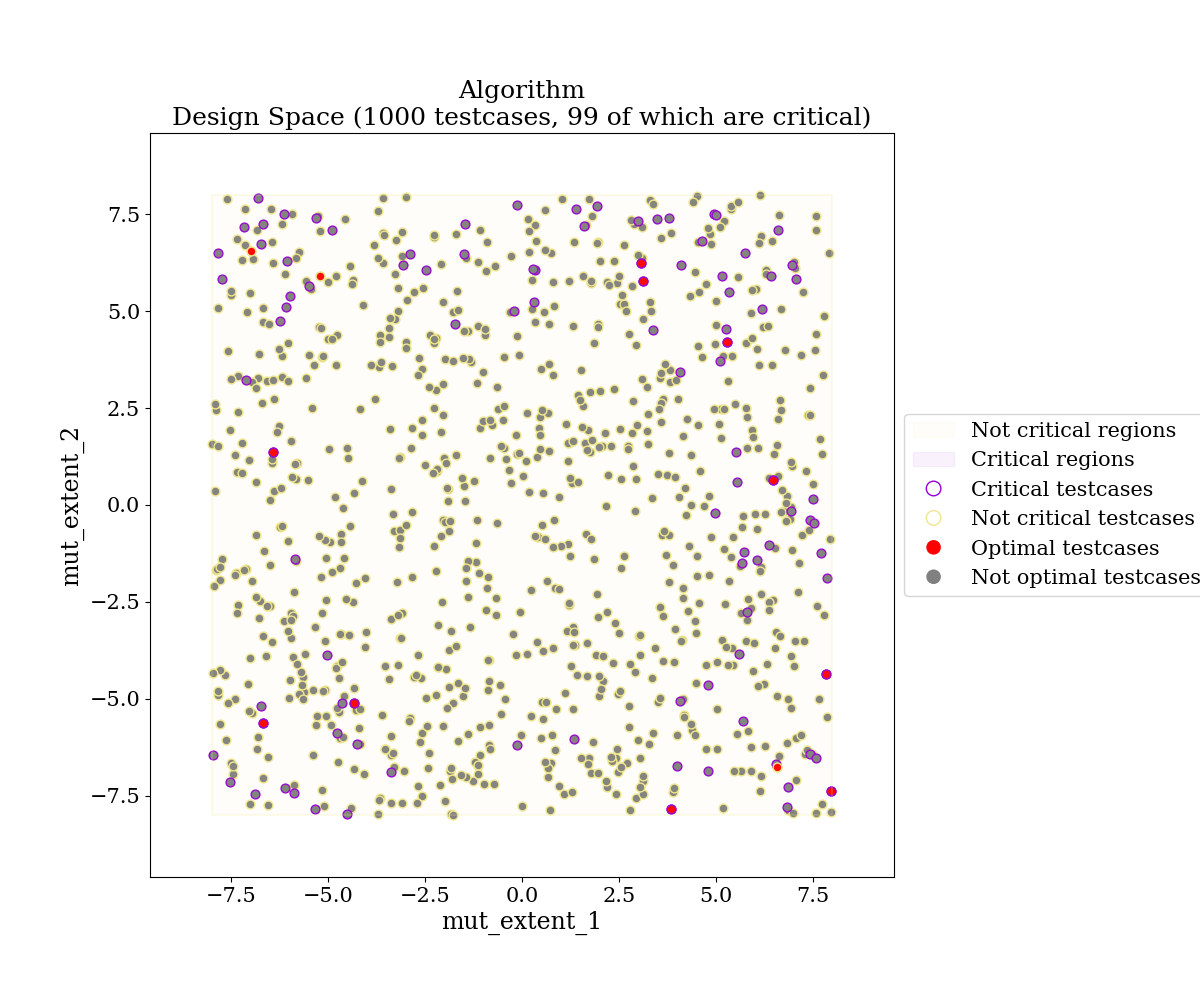 Algorithm
Design Space (1000 testcases, 99 of which are critical)
7.5
5.0
2.5
0.0
−2.5
−5.0
−7.5
mut_extent_2
−7.5
−5.0
−2.5
0.0
2.5
5.0
7.5
mut_extent_1
Not critical regions
Critical regions
Critical testcases
Not critical testcases
Optimal testcases
Not optimal testcases